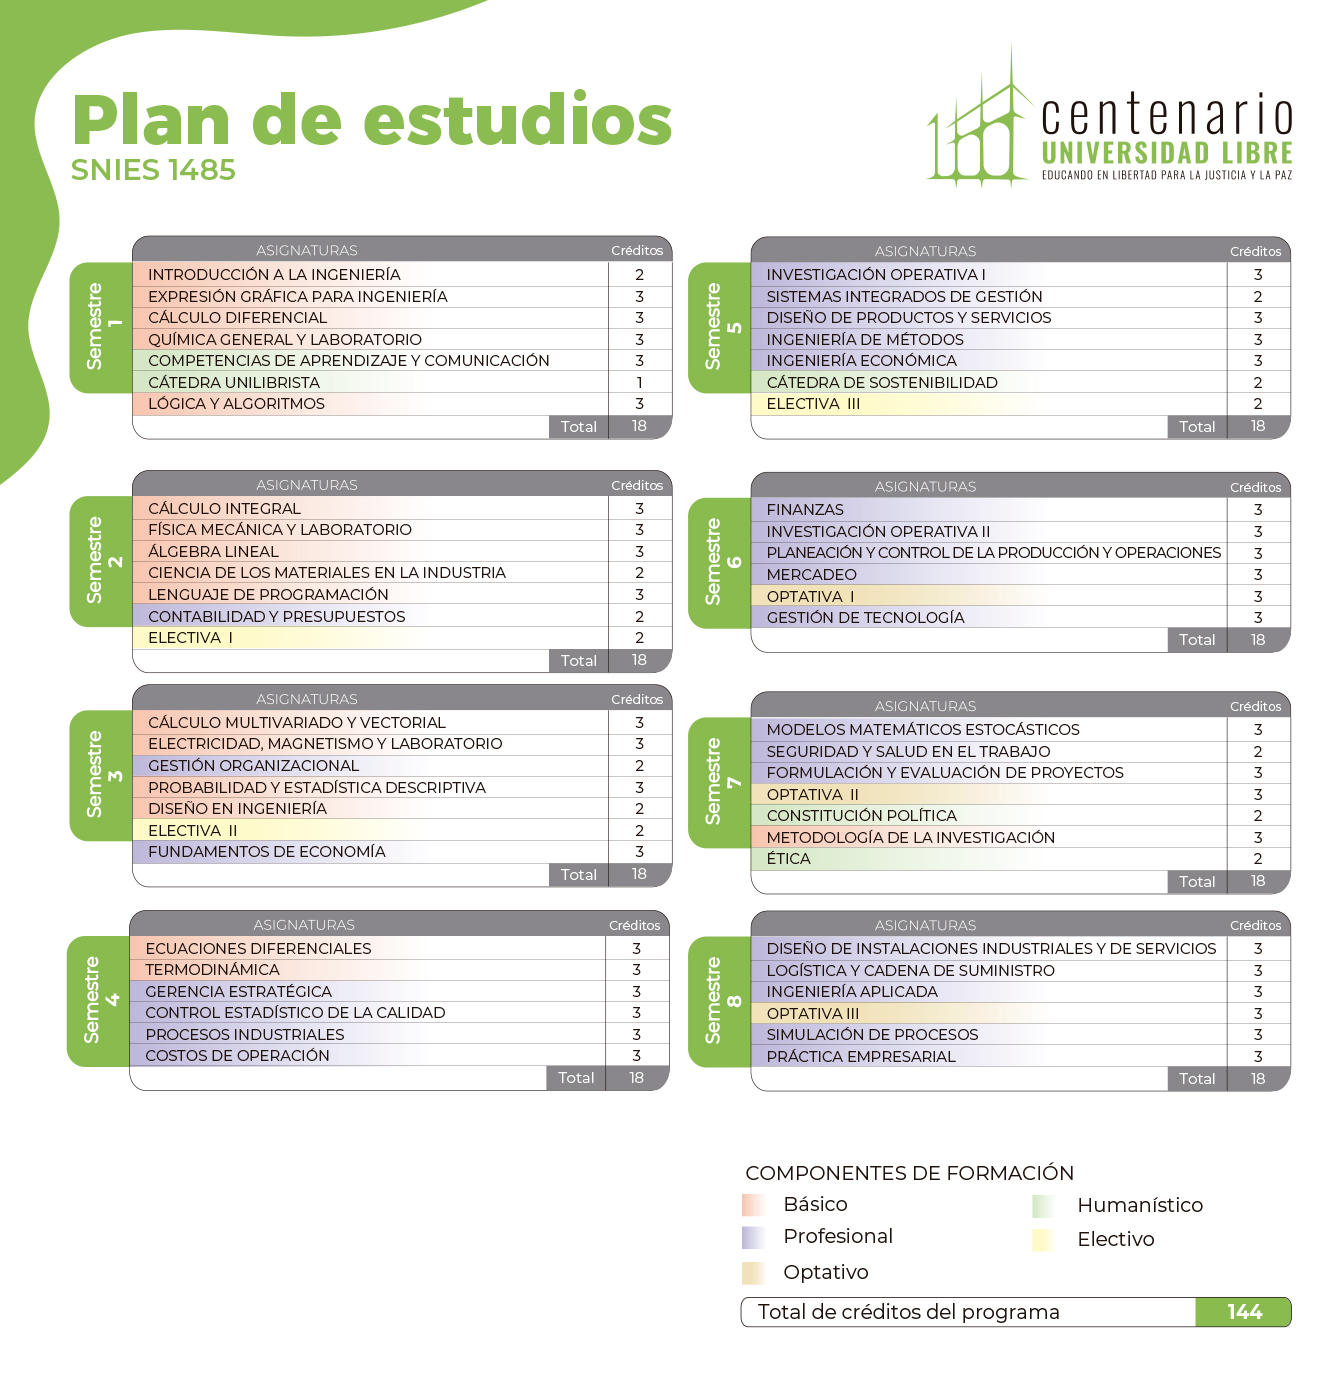 Plan de estudios
SNIES 1485
centenario
UNIVERSIDAD LIBRE
EDUCANDO EN LIBERTAD PARA LA JUSTICIA Y LA PAZ
Semestre 1
ASIGNATURAS Créditos
INTRODUCCIÓN A LA INGENIERÍA 2
EXPRESIÓN GRÁFICA PARA INGENIERÍA 3
CÁLCULO DIFERENCIAL 3
QUÍMICA GENERAL Y LABORATORIO 3
COMPETENCIAS DE APRENDIZAJE Y COMUNICACIÓN 3
CÁTEDRA UNILIBRISTA 1
LÓGICA Y ALGORITMOS 3
Total 18
Semestre 2
ASIGNATURAS Créditos
CÁLCULO INTEGRAL 3
FÍSICA MECÁNICA Y LABORATORIO 3
ÁLGEBRA LINEAL 3
CIENCIA DE LOS MATERIALES EN LA INDUSTRIA 2
LENGUAJE DE PROGRAMACIÓN 3
CONTABILIDAD Y PRESUPUESTOS 2
ELECTIVA I 2
Total 18
Semestre 3
ASIGNATURAS Créditos
CÁLCULO MULTIVARIADO Y VECTORIAL 3
ELECTRICIDAD, MAGNETISMO Y LABORATORIO 3
GESTIÓN ORGANIZACIONAL 2
PROBABILIDAD Y ESTADÍSTICA DESCRIPTIVA 3
DISEÑO EN INGENIERÍA 2
ELECTIVA II 2
FUNDAMENTOS DE ECONOMÍA 3
Total 18
Semestre 4
ASIGNATURAS Créditos
ECUACIONES DIFERENCIALES 3
TERMODINÁMICA 3
GERENCIA ESTRATÉGICA 3
CONTROL ESTADÍSTICO DE LA CALIDAD 3
PROCESOS INDUSTRIALES 3
COSTOS DE OPERACIÓN 3
Total 18
Semestre 5
ASIGNATURAS Créditos
INVESTIGACIÓN OPERATIVA I 3
SISTEMAS INTEGRADOS DE GESTIÓN 2
DISEÑO DE PRODUCTOS Y SERVICIOS 3
INGENIERÍA DE MÉTODOS 3
INGENIERÍA ECONÓMICA 3
CÁTEDRA DE SOSTENIBILIDAD 2
ELECTIVA III 2
Total 18
Semestre 6
ASIGNATURAS Créditos
FINANZAS 3
INVESTIGACIÓN OPERATIVA II 3
PLANEACIÓN Y CONTROL DE LA PRODUCCIÓN Y OPERACIONES 3
MERCADEO 3
OPTATIVA I 3
GESTIÓN DE TECNOLOGÍA 3
Total 18
Semestre 7
ASIGNATURAS Créditos
MODELOS MATEMÁTICOS ESTOCÁSTICOS 3
SEGURIDAD Y SALUD EN EL TRABAJO 2
FORMULACIÓN Y EVALUACIÓN DE PROYECTOS 3
OPTATIVA II 3
CONSTITUCIÓN POLÍTICA 2
METODOLOGÍA DE LA INVESTIGACIÓN 3
ÉTICA 2
Total 18
Semestre 8
ASIGNATURAS Créditos
DISEÑO DE INSTALACIONES INDUSTRIALES Y DE SERVICIOS 3
LOGÍSTICA Y CADENA DE SUMINISTRO 3
INGENIERÍA APLICADA 3
OPTATIVA III 3
SIMULACIÓN DE PROCESOS 3
PRÁCTICA EMPRESARIAL 3
Total 18
COMPONENTES DE FORMACIÓN
Básico
Profesional
Optativo
Humanístico
Electivo
Total de créditos del programa 144